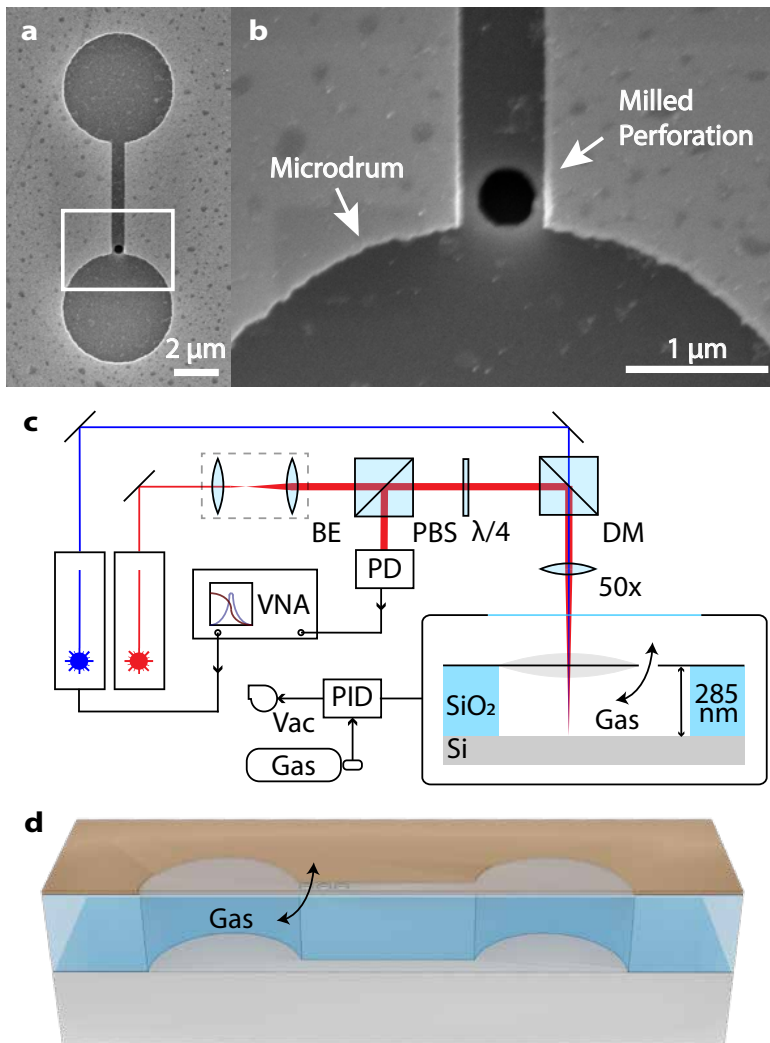 a
b
Milled
Perforation
Microdrum
2 μm
1 μm
c
BE
PBS
λ/4
DM
PD
50x
VNA
PID
Vac
Gas
SiO₂
Gas
285
nm
Si
d
Gas